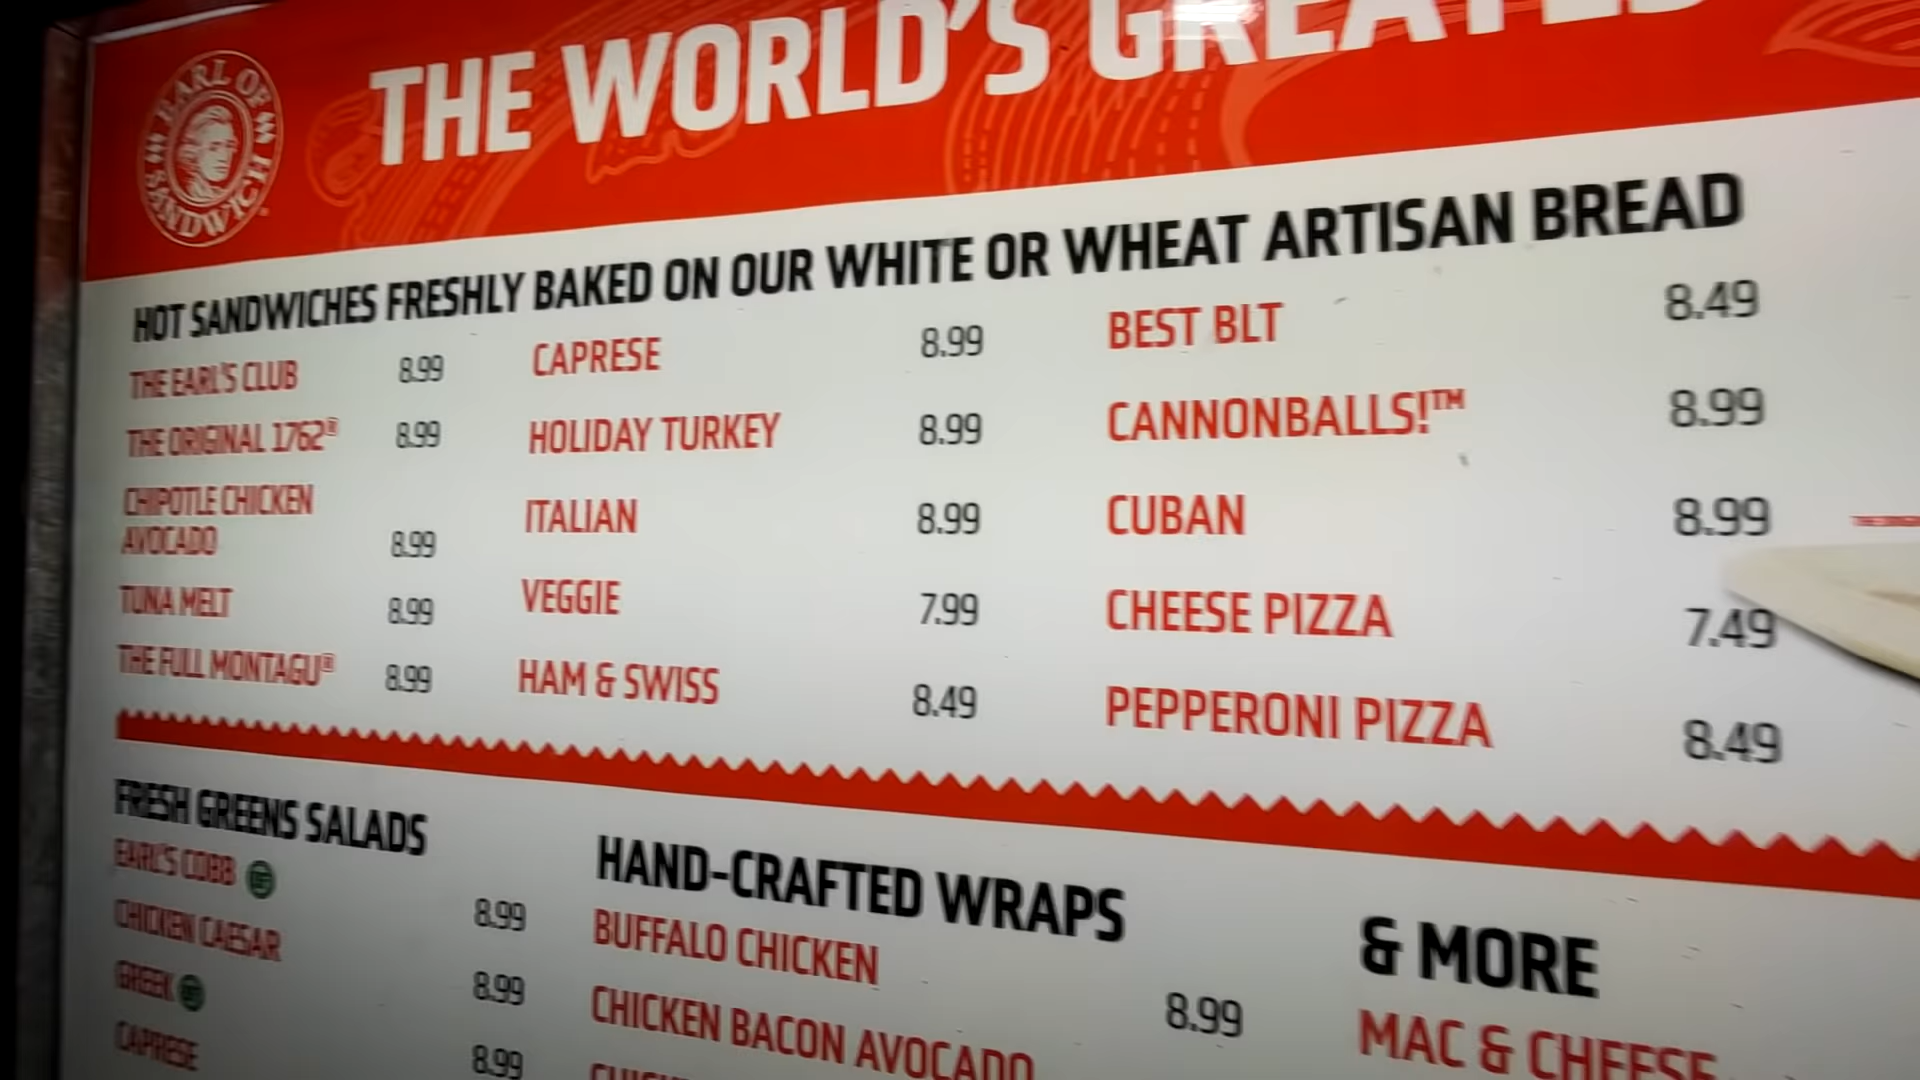 EARL OF SANDWICH
THE WORLD'S GREATEST
HOT SANDWICHES FRESHLY BAKED ON OUR WHITE OR WHEAT ARTISAN BREAD
THE EARL'S CLUB 8.99
THE ORIGINAL 1762® 8.99
CHIPOTLE CHICKEN
AVOCADO 8.99
TUNA MELT 8.99
THE FULL MONTAGU® 8.99
CAPRESE 8.99
HOLIDAY TURKEY 8.99
ITALIAN 8.99
VEGGIE 7.99
HAM & SWISS 8.49
BEST BLT 8.49
CANNONBALLS!™ 8.99
CUBAN 8.99
CHEESE PIZZA 7.49
PEPPERONI PIZZA 8.49
FRESH GREENS SALADS
EARL'S COBB 8.99
CHICKEN CAESAR 8.99
GREEK 8.99
CAPRESE
HAND-CRAFTED WRAPS
BUFFALO CHICKEN 8.99
CHICKEN BACON AVOCADO
& MORE
MAC & CHEESE